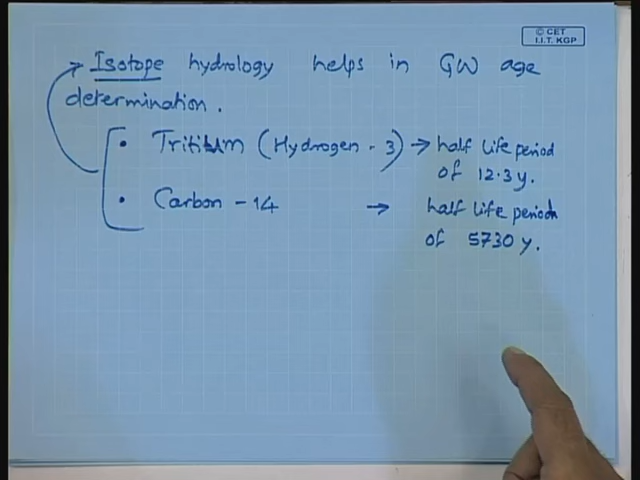 © CET
I.I.T. KGP
Isotope hydrology helps in GW age
determination.
• Tritium (Hydrogen - 3) → half life period
of 12.3 y.
• Carbon - 14 → half life period
of 5730 y.